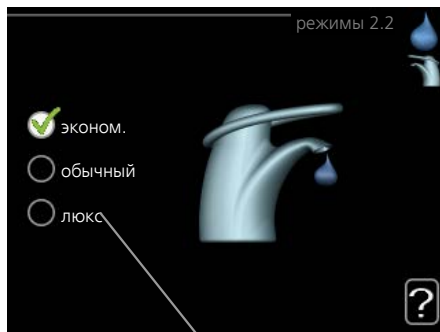 режимы 2.2
эконом.
обычный
люкс
?